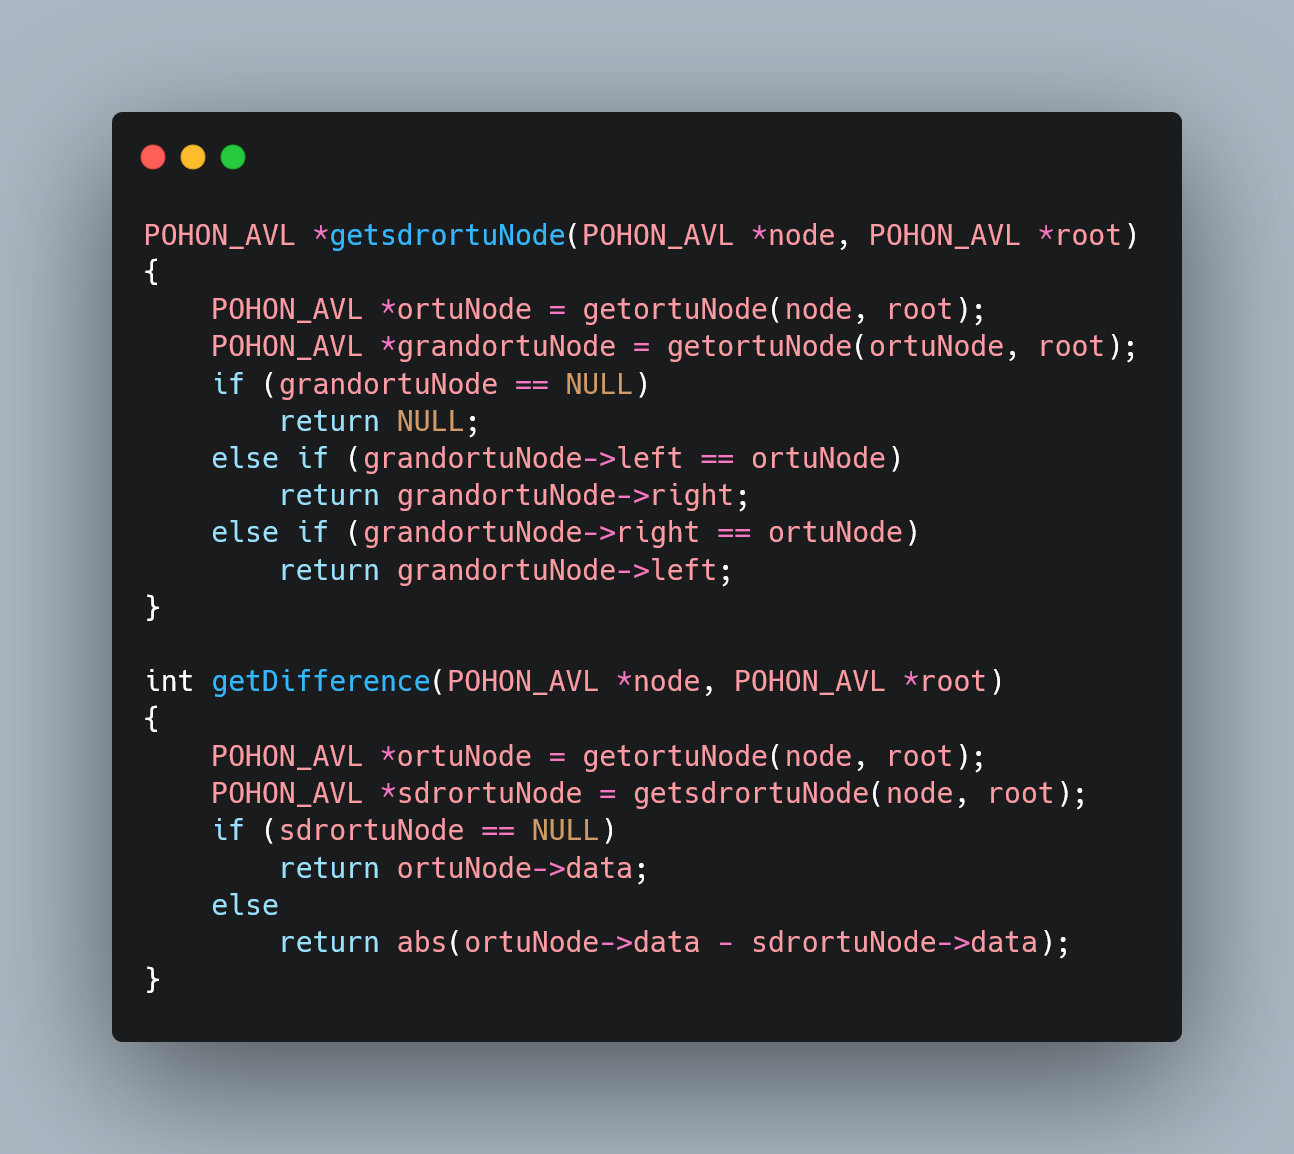 POHON_AVL *getsdrortuNode(POHON_AVL *node, POHON_AVL *root)
{
    POHON_AVL *ortuNode = getortuNode(node, root);
    POHON_AVL *grandortuNode = getortuNode(ortuNode, root);
    if (grandortuNode == NULL)
        return NULL;
    else if (grandortuNode->left == ortuNode)
        return grandortuNode->right;
    else if (grandortuNode->right == ortuNode)
        return grandortuNode->left;
}

int getDifference(POHON_AVL *node, POHON_AVL *root)
{
    POHON_AVL *ortuNode = getortuNode(node, root);
    POHON_AVL *sdrortuNode = getsdrortuNode(node, root);
    if (sdrortuNode == NULL)
        return ortuNode->data;
    else
        return abs(ortuNode->data - sdrortuNode->data);
}